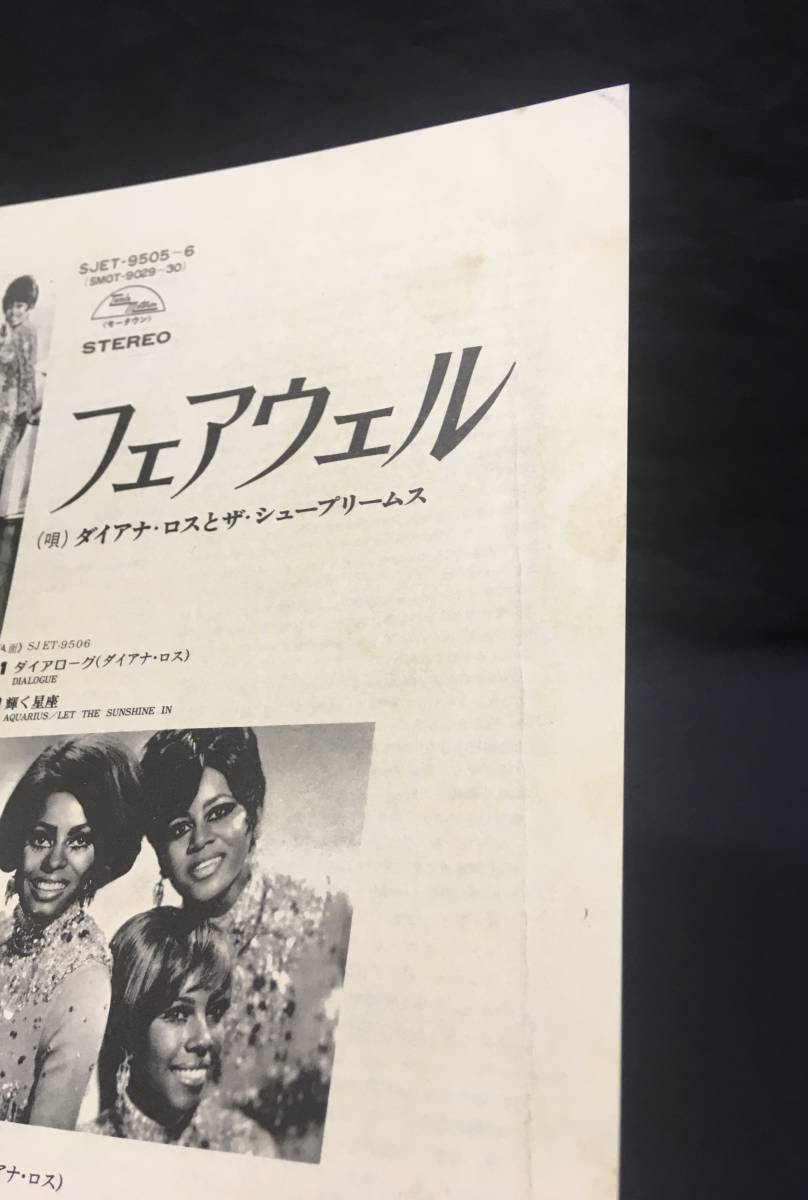 SJET-9505-6
(SMOT-9029-30)
Tamla Motown
(モータウン)
STEREO
フェアウェル
(唄) ダイアナ・ロスとザ・シュープリームス
A面》 SJET-9506
1 ダイアローグ(ダイアナ・ロス)
DIALOGUE
輝く星座
AQUARIUS/LET THE SUNSHINE IN
アナ・ロス)